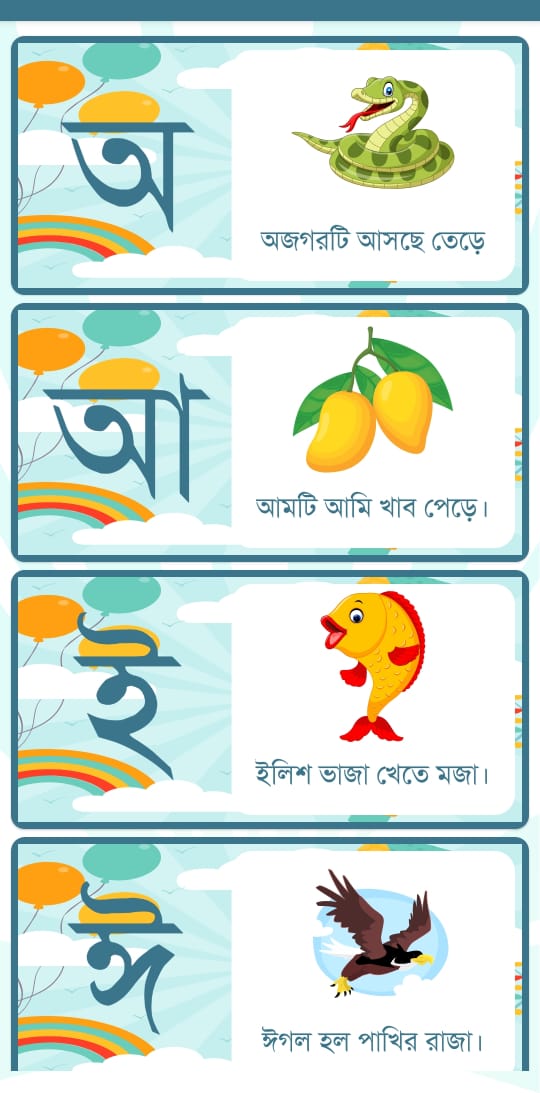 অ
অজগরটি আসছে তেড়ে
আ
আমটি আমি খাব পেড়ে।
ই
ইলিশ ভাজা খেতে মজা।
ঈ
ঈগল হল পাখির রাজা।